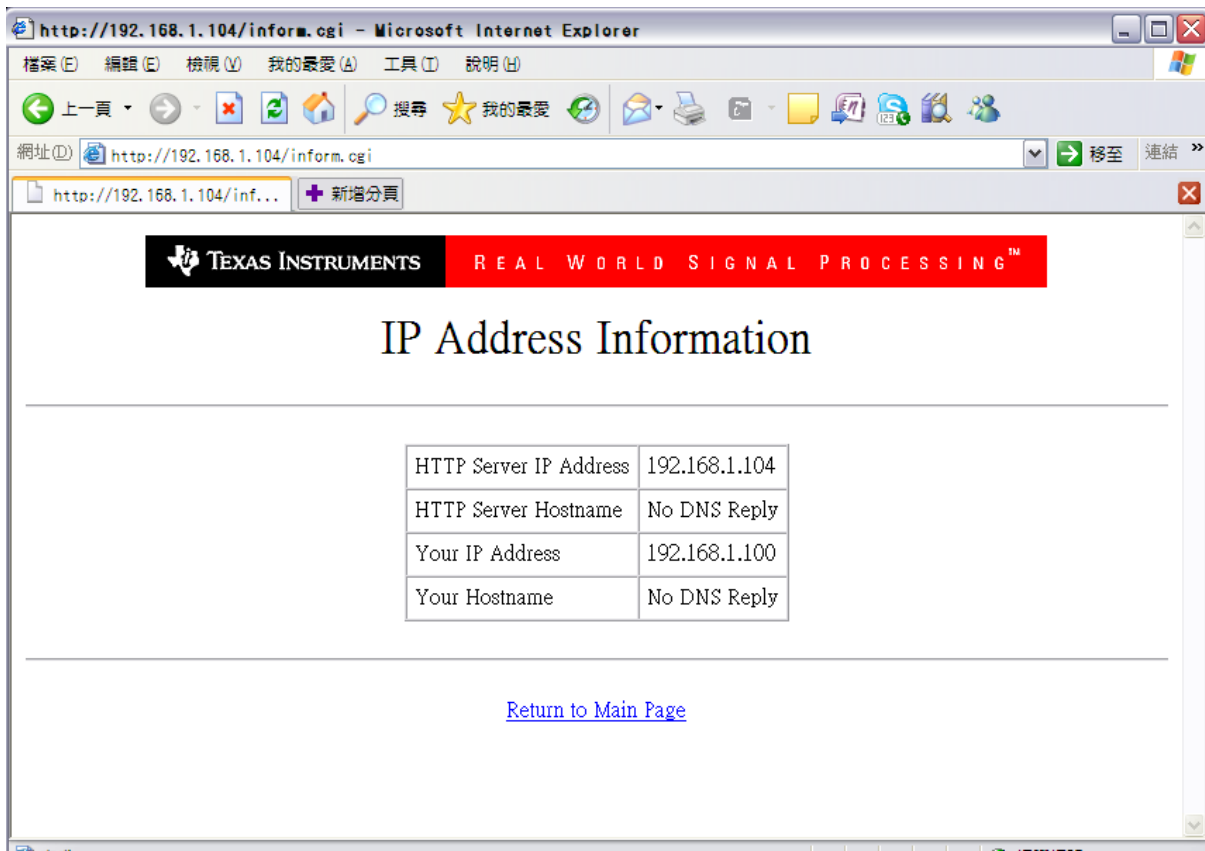 http://192.168.1.104/inform.cgi - Microsoft Internet Explorer
檔案(F) 編輯(E) 檢視(V) 我的最愛(A) 工具(T) 說明(H)
上一頁 搜尋 我的最愛
網址(D) http://192.168.1.104/inform.cgi 移至 連結 »
http://192.168.1.104/inf... 新增分頁
TEXAS INSTRUMENTS REAL WORLD SIGNAL PROCESSING™
IP Address Information
HTTP Server IP Address 192.168.1.104
HTTP Server Hostname No DNS Reply
Your IP Address 192.168.1.100
Your Hostname No DNS Reply
Return to Main Page